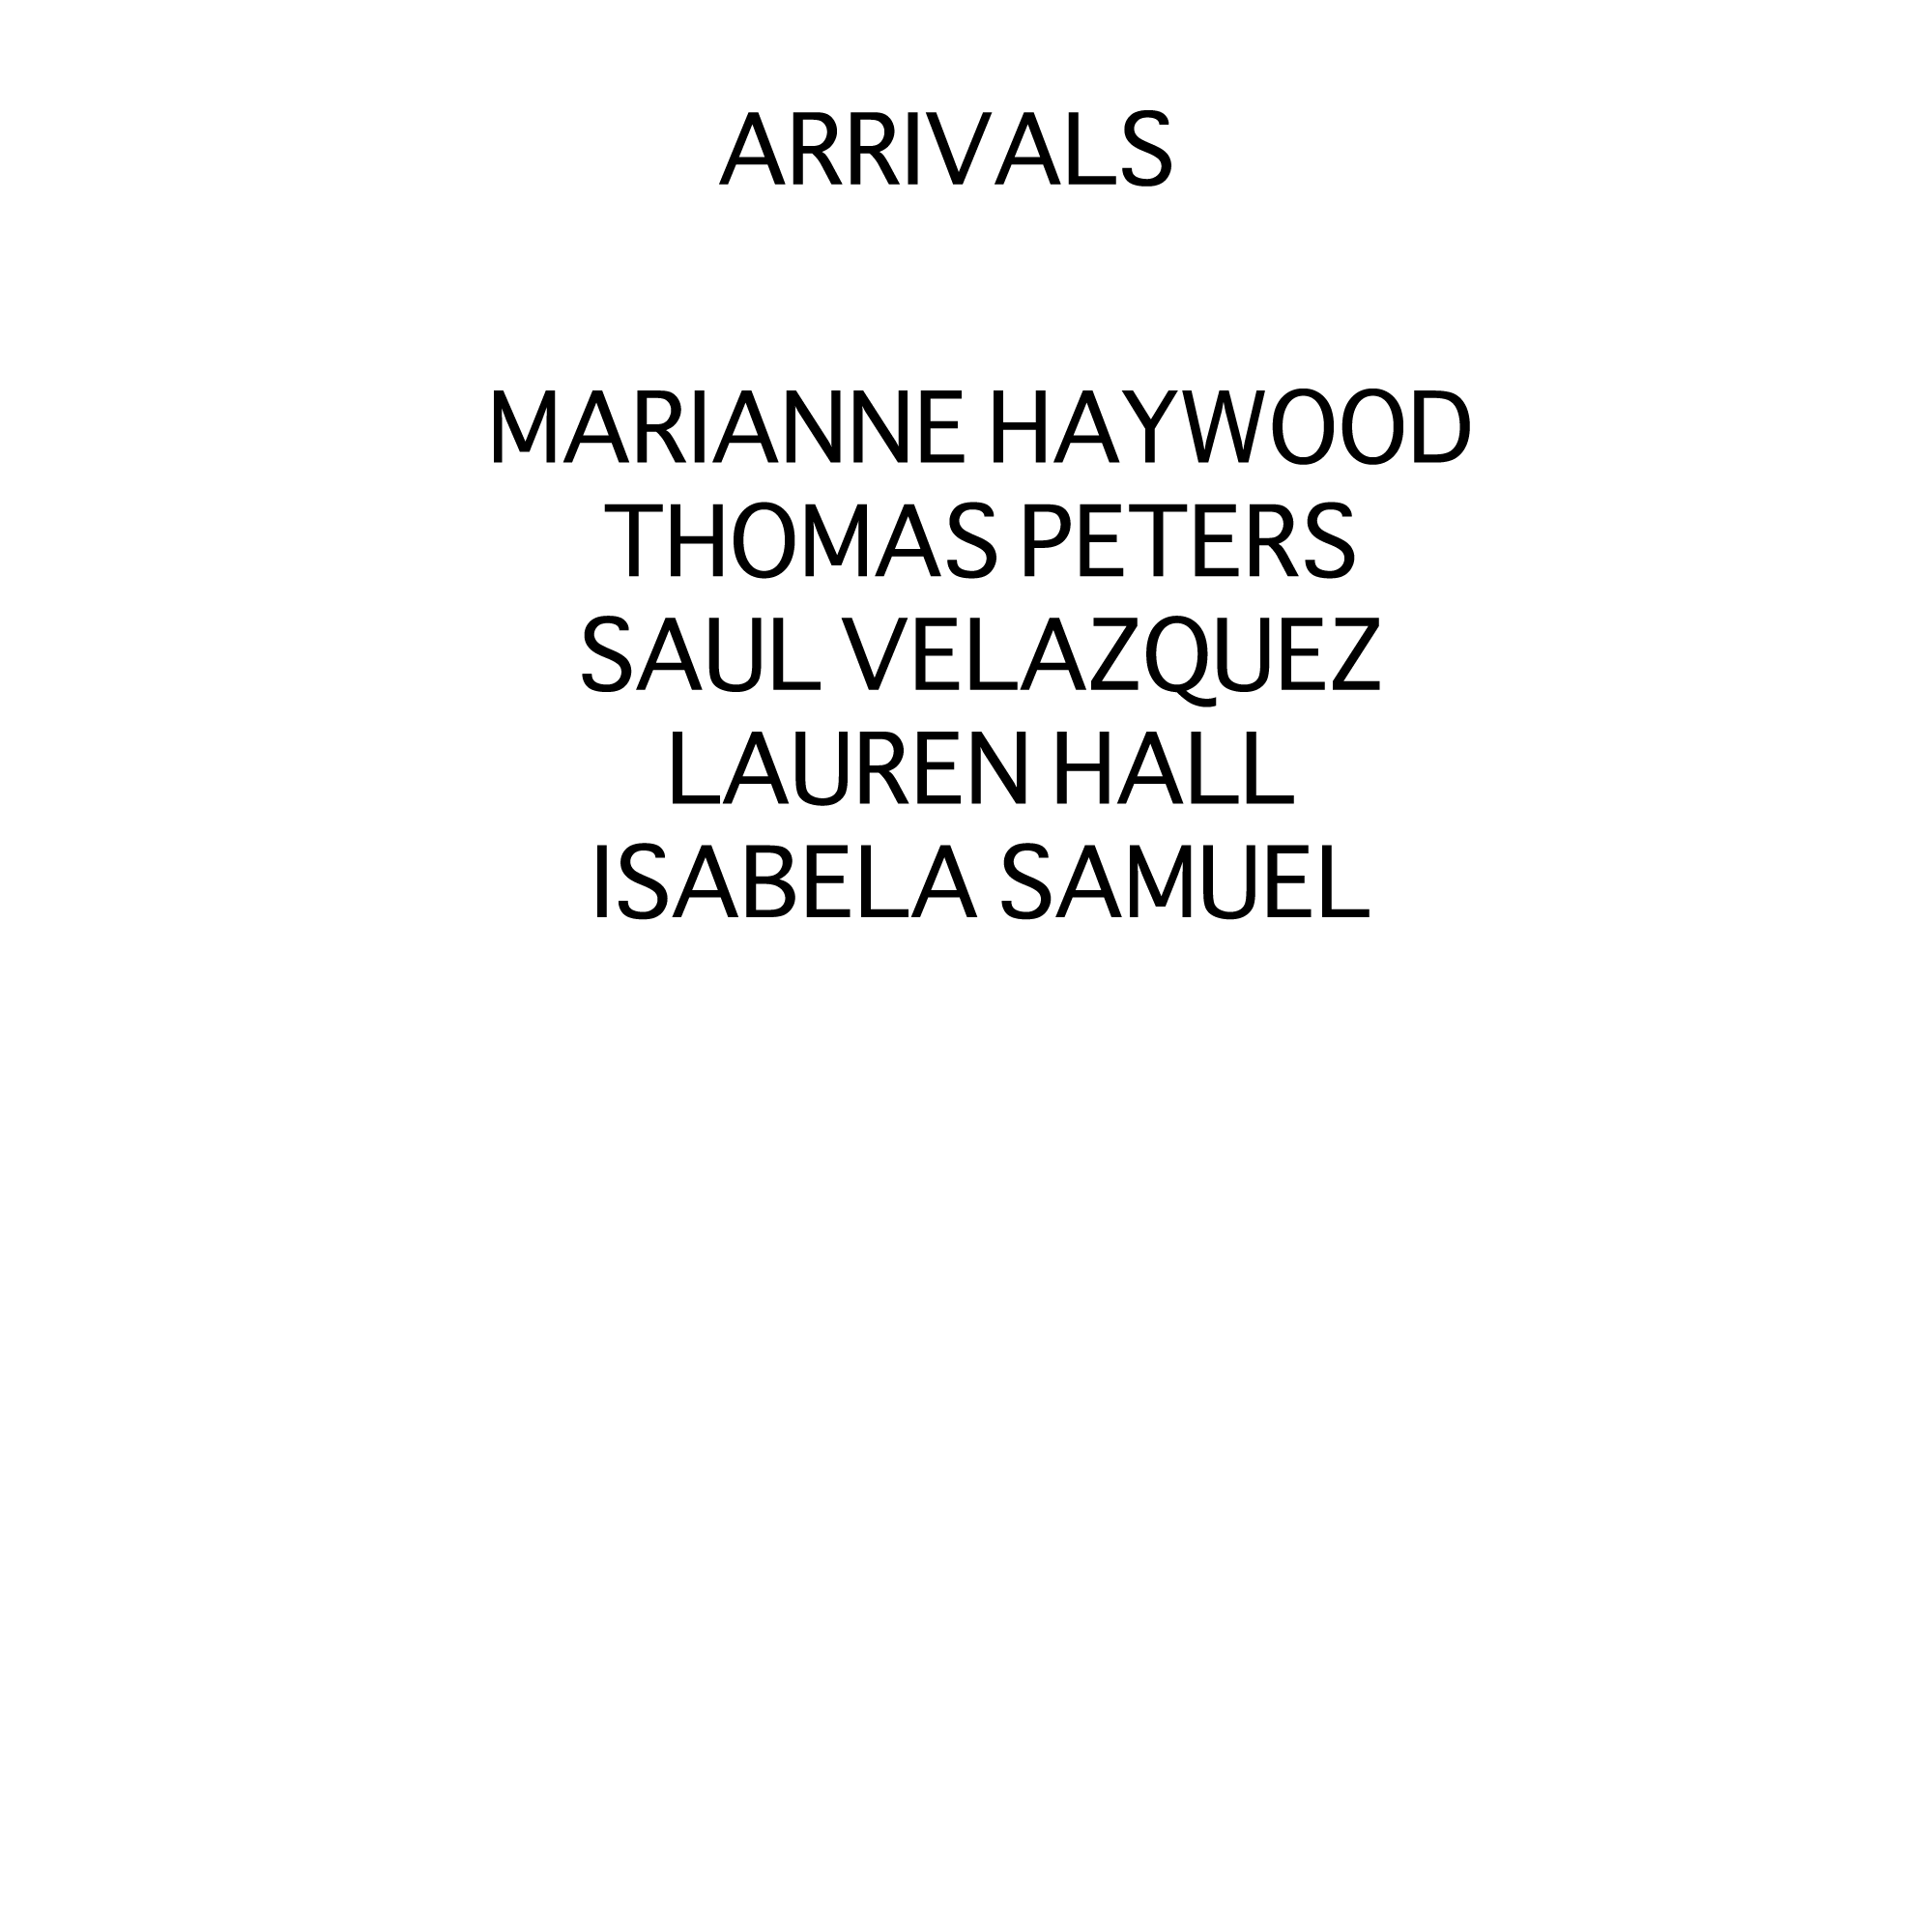 ARRIVALS
MARIANNE HAYWOOD
THOMAS PETERS
SAUL VELAZQUEZ
LAUREN HALL
ISABELA SAMUEL